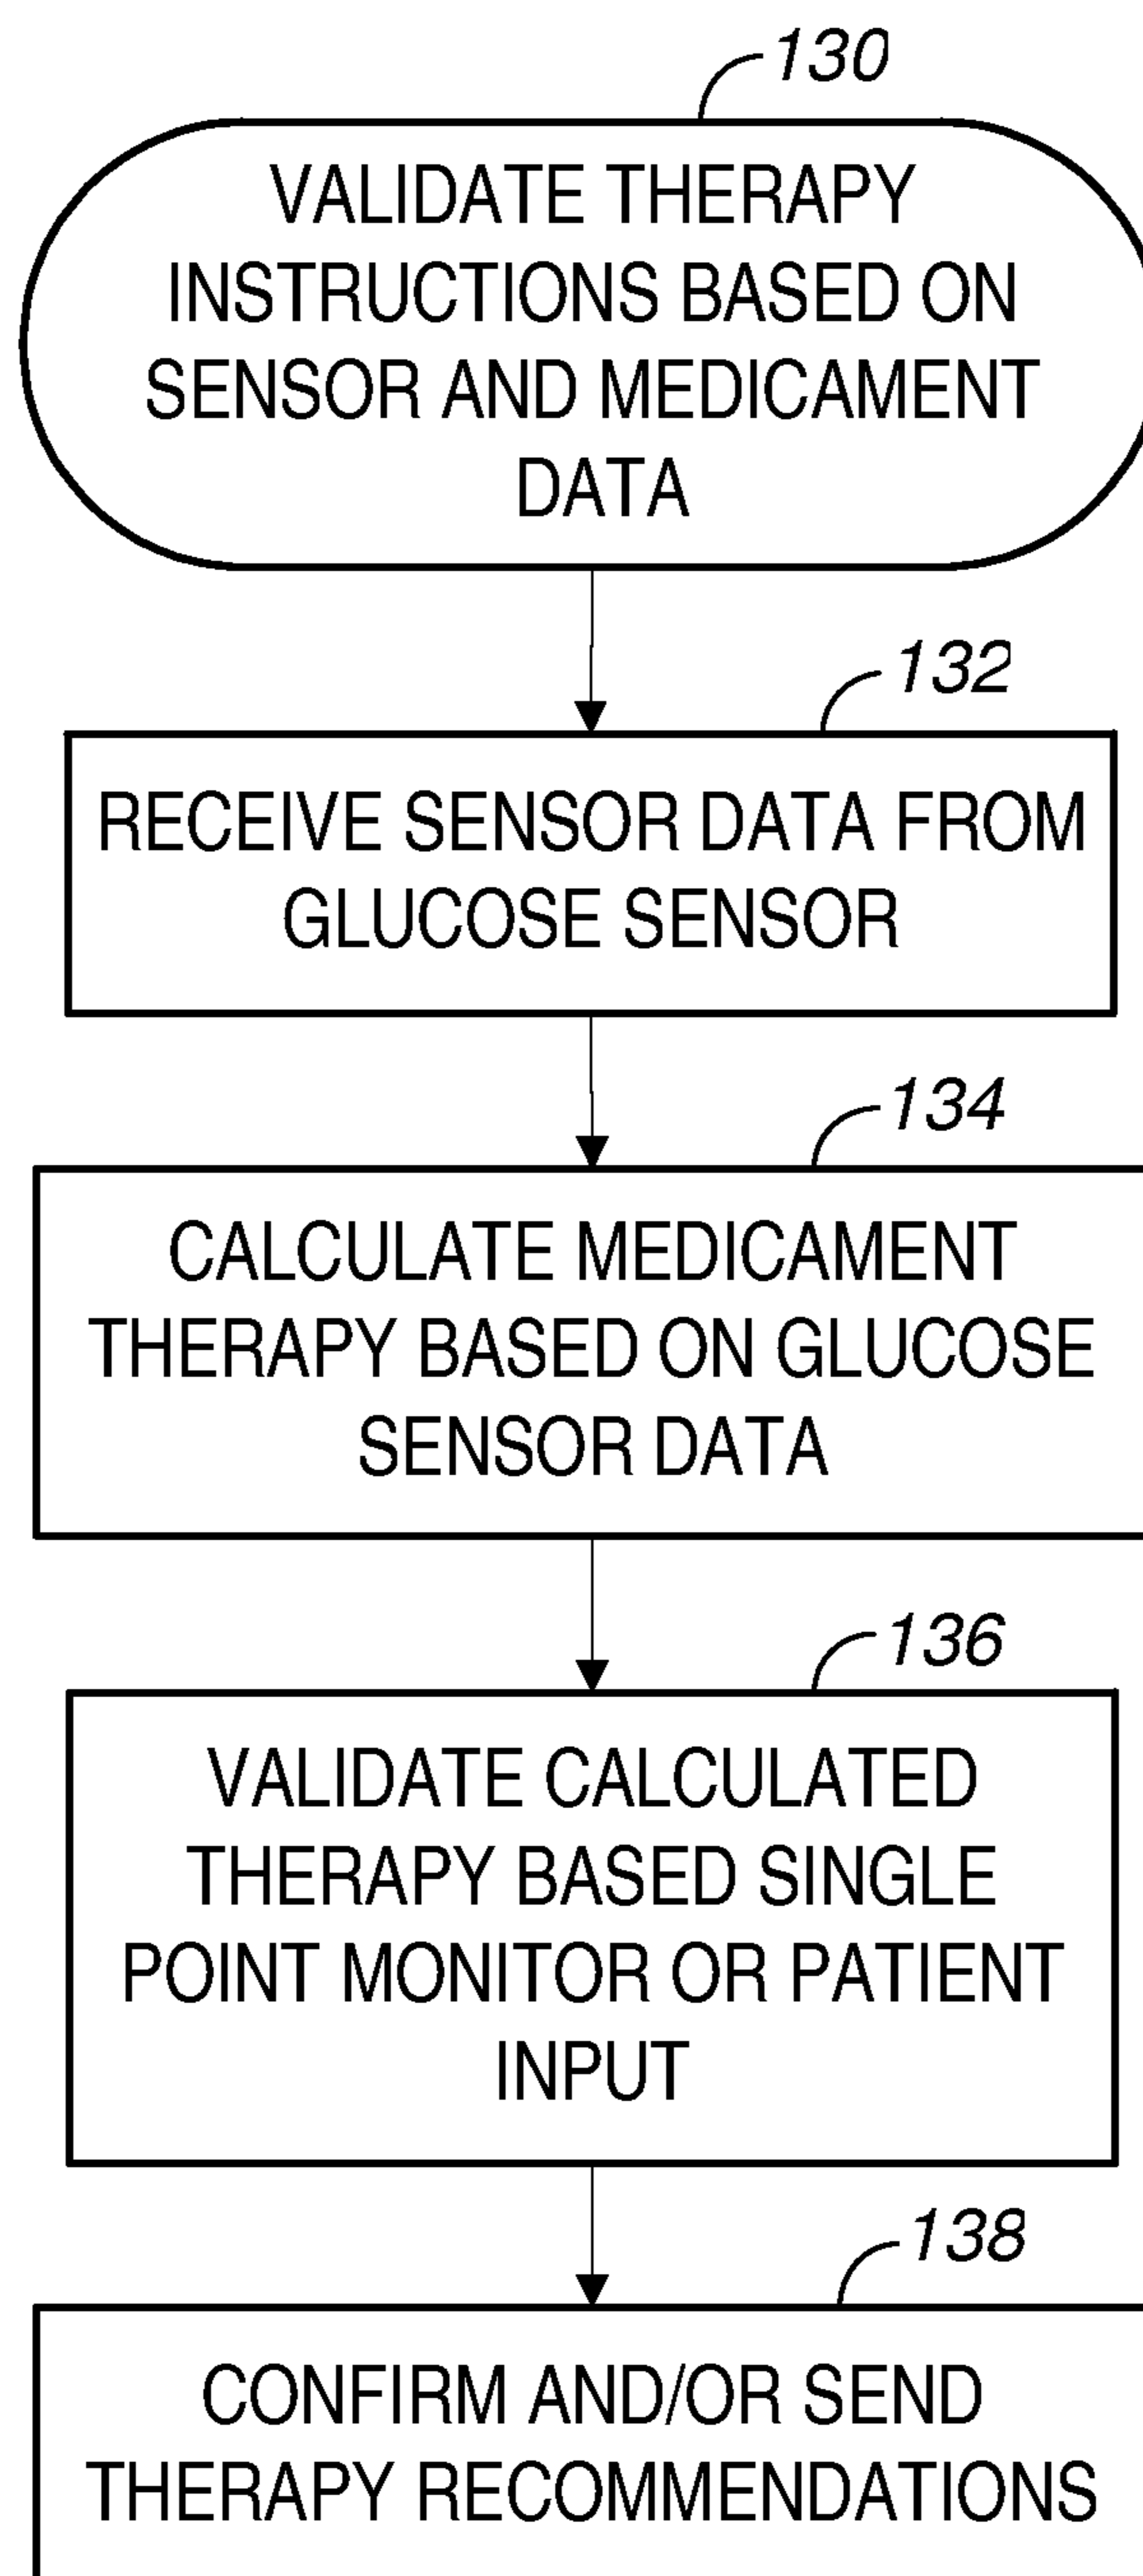 130
VALIDATE THERAPY
INSTRUCTIONS BASED ON
SENSOR AND MEDICAMENT
DATA
132
RECEIVE SENSOR DATA FROM
GLUCOSE SENSOR
134
CALCULATE MEDICAMENT
THERAPY BASED ON GLUCOSE
SENSOR DATA
136
VALIDATE CALCULATED
THERAPY BASED SINGLE
POINT MONITOR OR PATIENT
INPUT
138
CONFIRM AND/OR SEND
THERAPY RECOMMENDATIONS